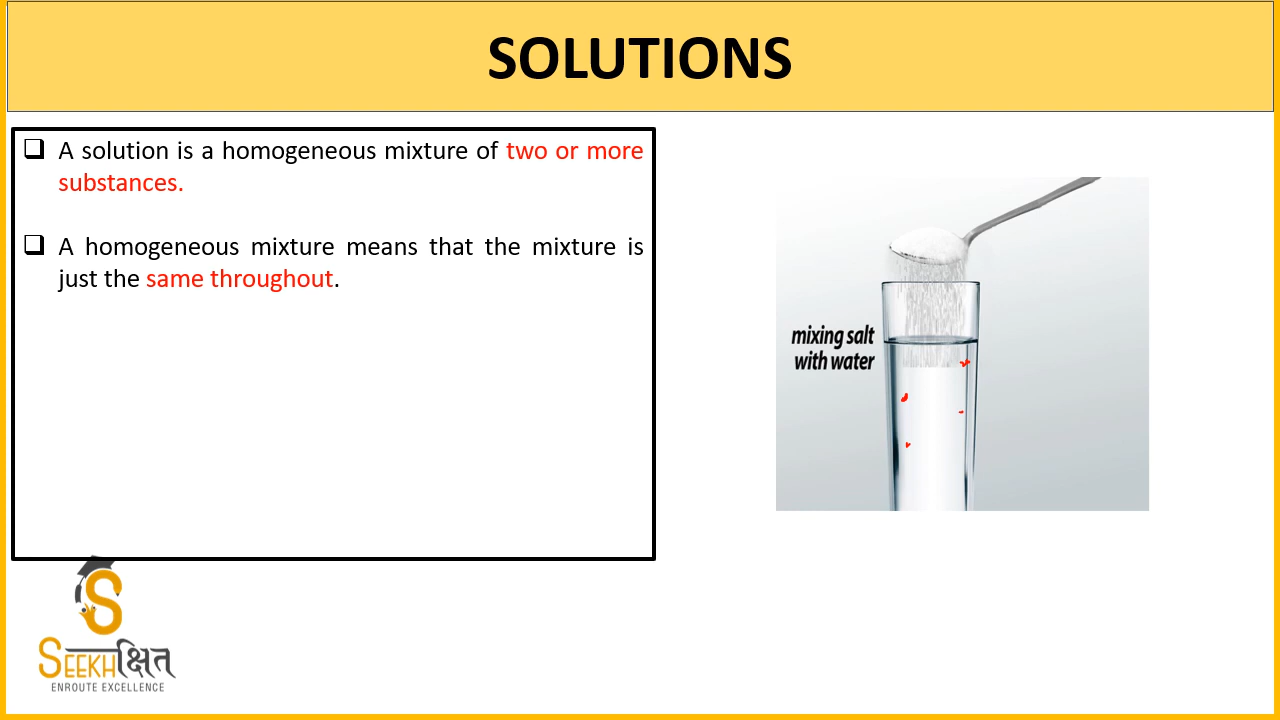 SOLUTIONS
A solution is a homogeneous mixture of two or more
substances.
A homogeneous mixture means that the mixture is
just the same throughout.
mixing salt
with water
SEEKHक्षित
ENROUTE EXCELLENCE